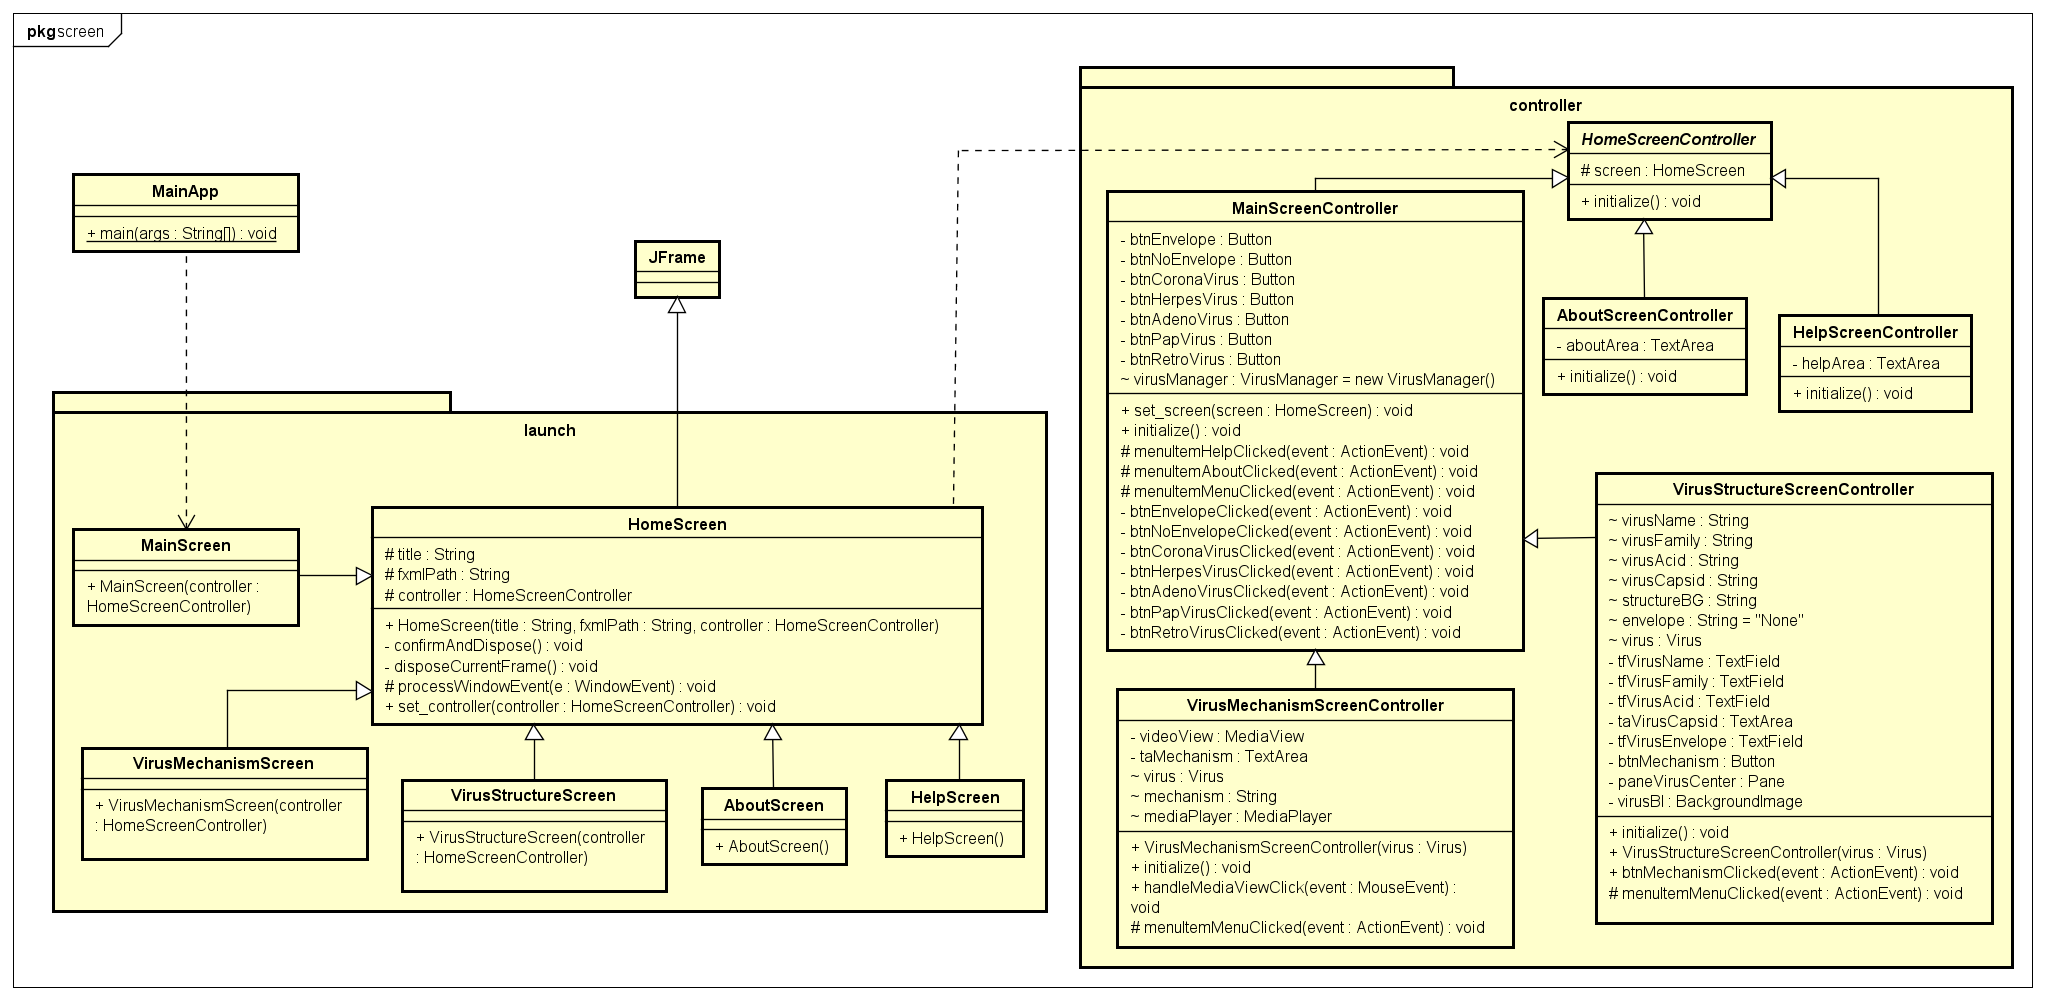 pkg screen
MainApp
+ main(args : String[]) : void
JFrame
launch
MainScreen
+ MainScreen(controller :
HomeScreenController)
HomeScreen
# title : String
# fxmlPath : String
# controller : HomeScreenController
+ HomeScreen(title : String, fxmlPath : String, controller : HomeScreenController)
- confirmAndDispose() : void
- disposeCurrentFrame() : void
# processWindowEvent(e : WindowEvent) : void
+ set_controller(controller : HomeScreenController) : void
VirusMechanismScreen
+ VirusMechanismScreen(controller
: HomeScreenController)
VirusStructureScreen
+ VirusStructureScreen(controller
: HomeScreenController)
AboutScreen
+ AboutScreen()
HelpScreen
+ HelpScreen()
controller
HomeScreenController
# screen : HomeScreen
+ initialize() : void
MainScreenController
- btnEnvelope : Button
- btnNoEnvelope : Button
- btnCoronaVirus : Button
- btnHerpesVirus : Button
- btnAdenoVirus : Button
- btnPapVirus : Button
- btnRetroVirus : Button
~ virusManager : VirusManager = new VirusManager()
+ set_screen(screen : HomeScreen) : void
+ initialize() : void
# menuItemHelpClicked(event : ActionEvent) : void
# menuItemAboutClicked(event : ActionEvent) : void
# menuItemMenuClicked(event : ActionEvent) : void
- btnEnvelopeClicked(event : ActionEvent) : void
- btnNoEnvelopeClicked(event : ActionEvent) : void
- btnCoronaVirusClicked(event : ActionEvent) : void
- btnHerpesVirusClicked(event : ActionEvent) : void
- btnAdenoVirusClicked(event : ActionEvent) : void
- btnPapVirusClicked(event : ActionEvent) : void
- btnRetroVirusClicked(event : ActionEvent) : void
AboutScreenController
- aboutArea : TextArea
+ initialize() : void
HelpScreenController
- helpArea : TextArea
+ initialize() : void
VirusStructureScreenController
~ virusName : String
~ virusFamily : String
~ virusAcid : String
~ virusCapsid : String
~ structureBG : String
~ envelope : String = "None"
~ virus : Virus
- tfVirusName : TextField
- tfVirusFamily : TextField
- tfVirusAcid : TextField
- taVirusCapsid : TextArea
- tfVirusEnvelope : TextField
- btnMechanism : Button
- paneVirusCenter : Pane
- virusBI : BackgroundImage
+ initialize() : void
+ VirusStructureScreenController(virus : Virus)
+ btnMechanismClicked(event : ActionEvent) : void
# menuItemMenuClicked(event : ActionEvent) : void
VirusMechanismScreenController
- videoView : MediaView
- taMechanism : TextArea
~ virus : Virus
~ mechanism : String
~ mediaPlayer : MediaPlayer
+ VirusMechanismScreenController(virus : Virus)
+ initialize() : void
+ handleMediaViewClick(event : MouseEvent) :
void
# menuItemMenuClicked(event : ActionEvent) : void